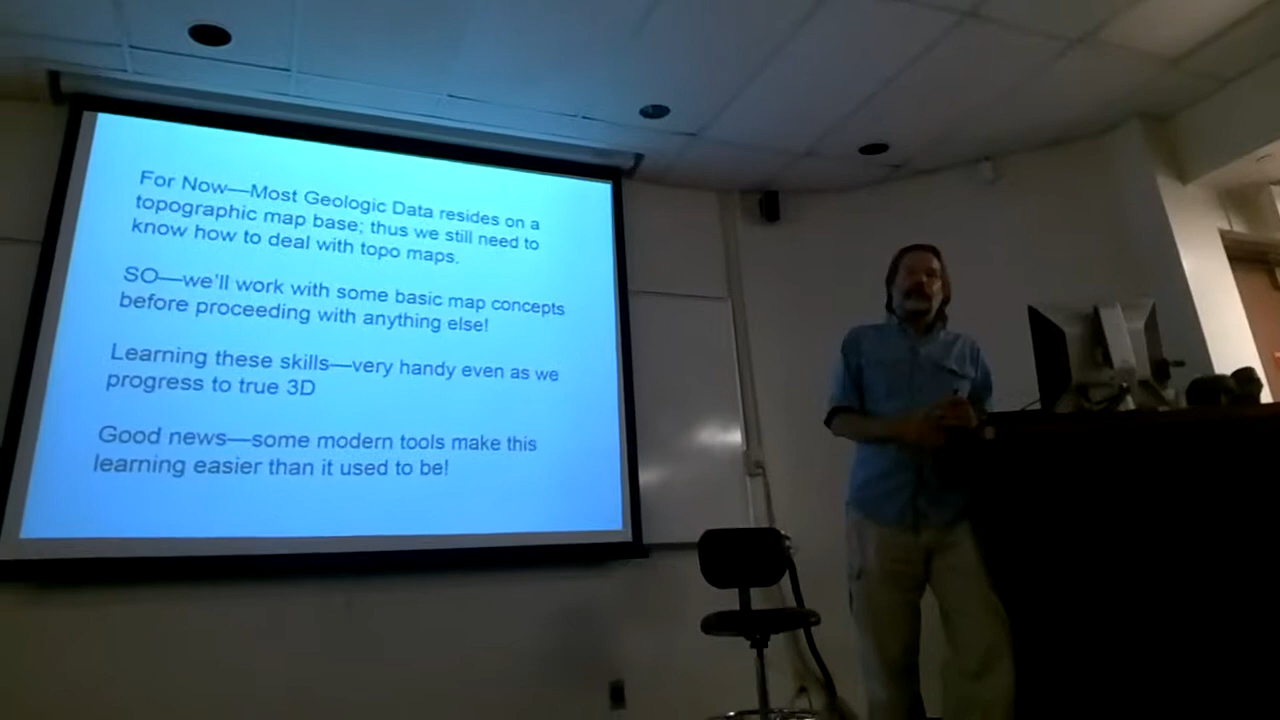 For Now—Most Geologic Data resides on a
topographic map base; thus we still need to
know how to deal with topo maps.
SO—we'll work with some basic map concepts
before proceeding with anything else!
Learning these skills—very handy even as we
progress to true 3D
Good news—some modern tools make this
learning easier than it used to be!